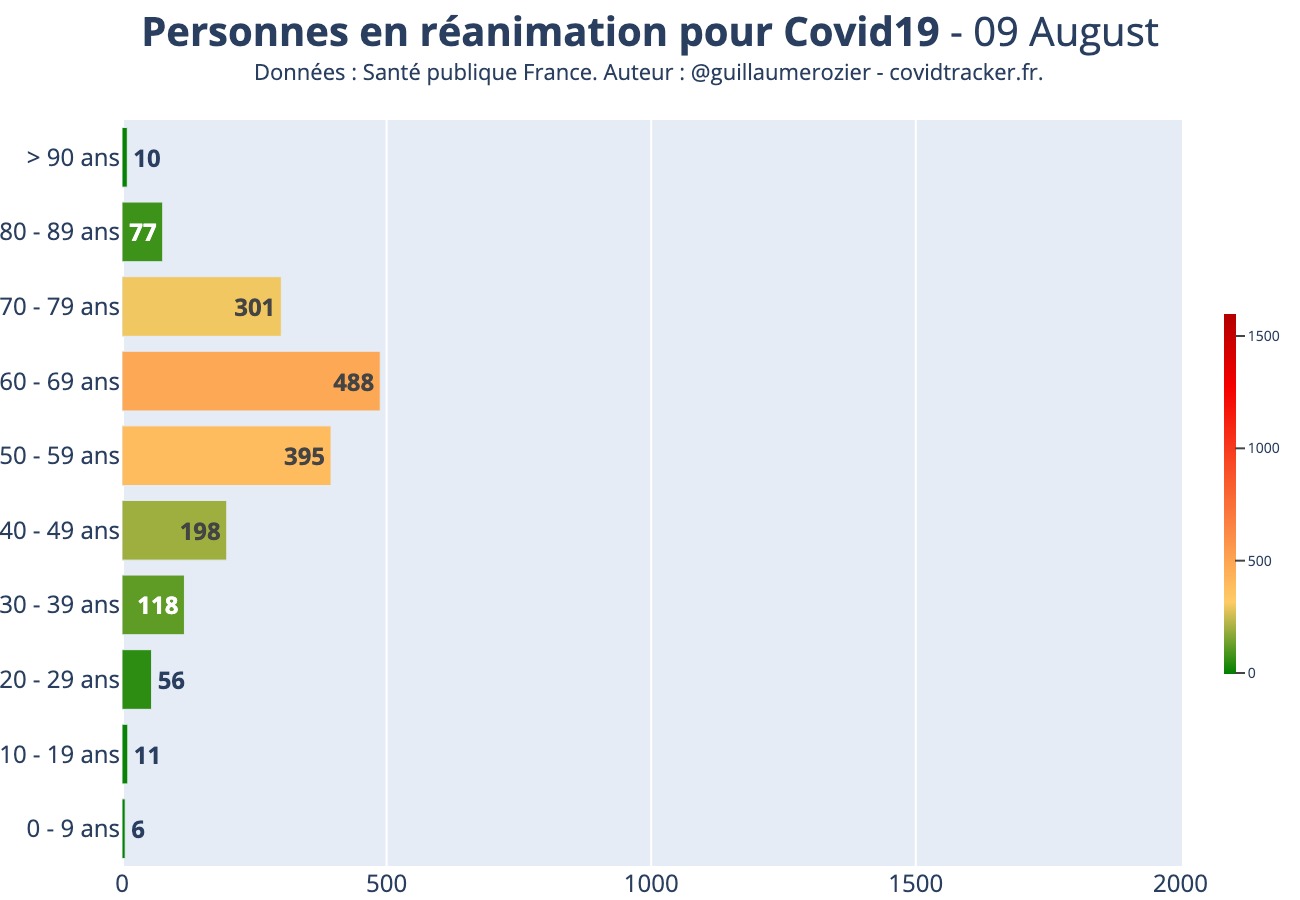 Personnes en réanimation pour Covid19 - 09 August
Données : Santé publique France. Auteur : @guillaumerozier - covidtracker.fr.
> 90 ans 10
80 - 89 ans 77
70 - 79 ans 301
60 - 69 ans 488
50 - 59 ans 395
40 - 49 ans 198
30 - 39 ans 118
20 - 29 ans 56
10 - 19 ans 11
0 - 9 ans 6
0 500 1000 1500 2000
1500
1000
500
0